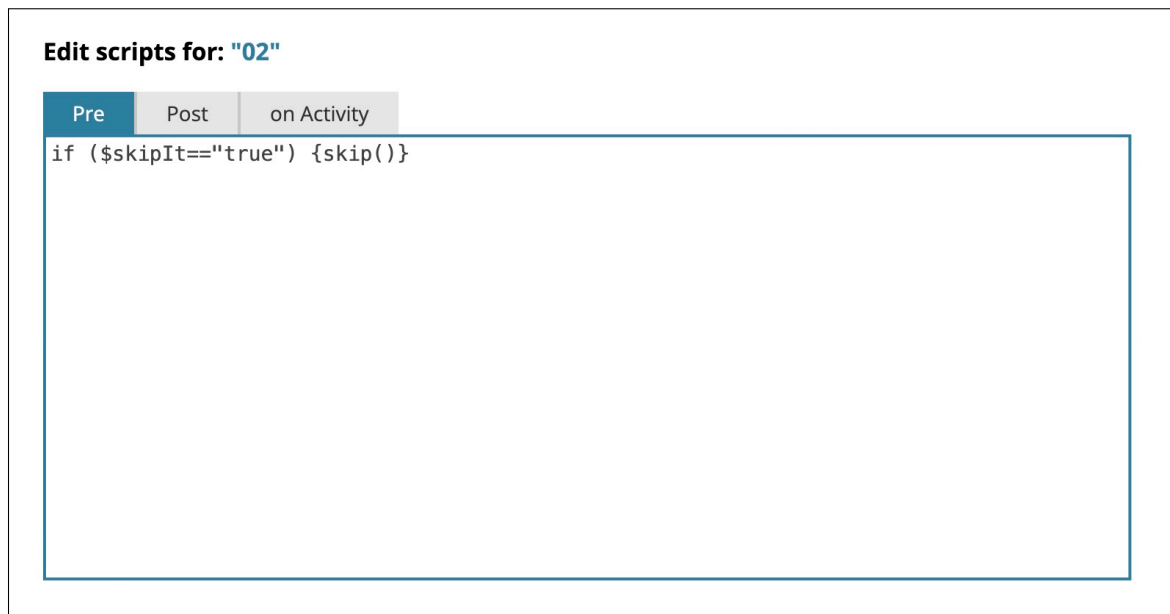 Edit scripts for: "02"
Pre Post on Activity
if ($skipIt=="true") {skip()}